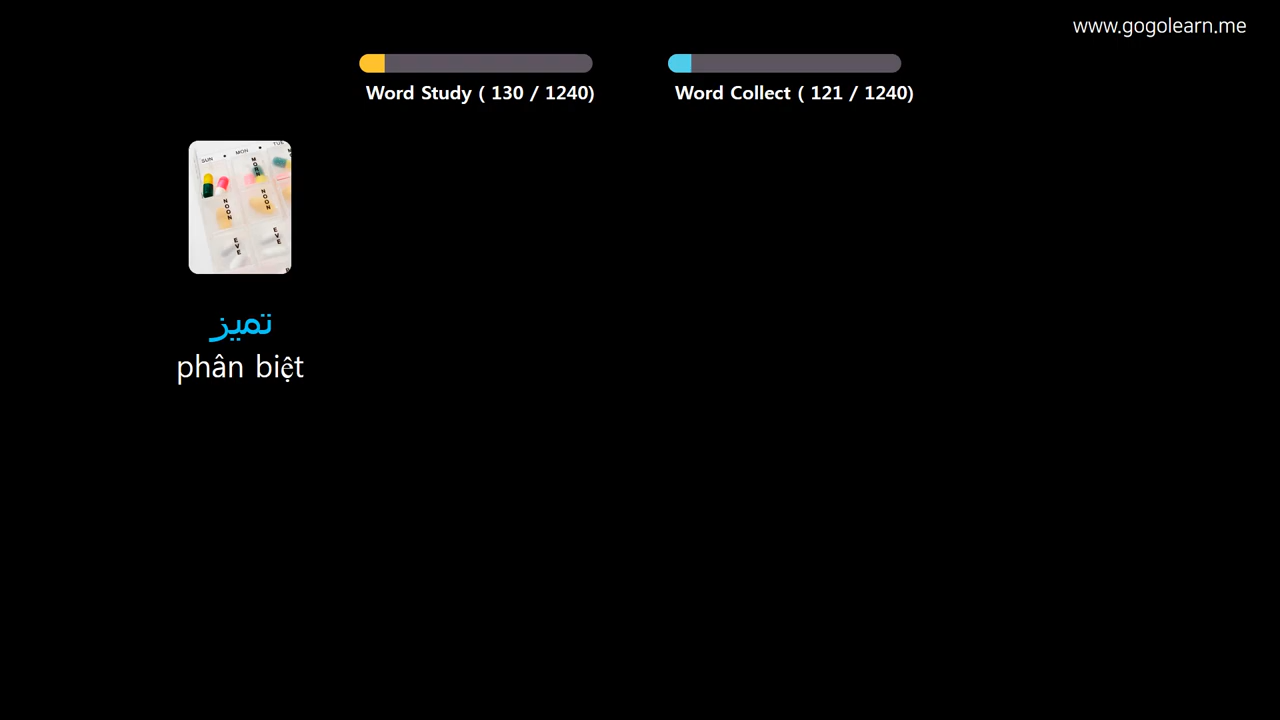 www.gogolearn.me
Word Study ( 130 / 1240)
Word Collect ( 121 / 1240)
SUN
MON
MORN
NOON
NOON
EVE
EVE
تميز
phân biệt